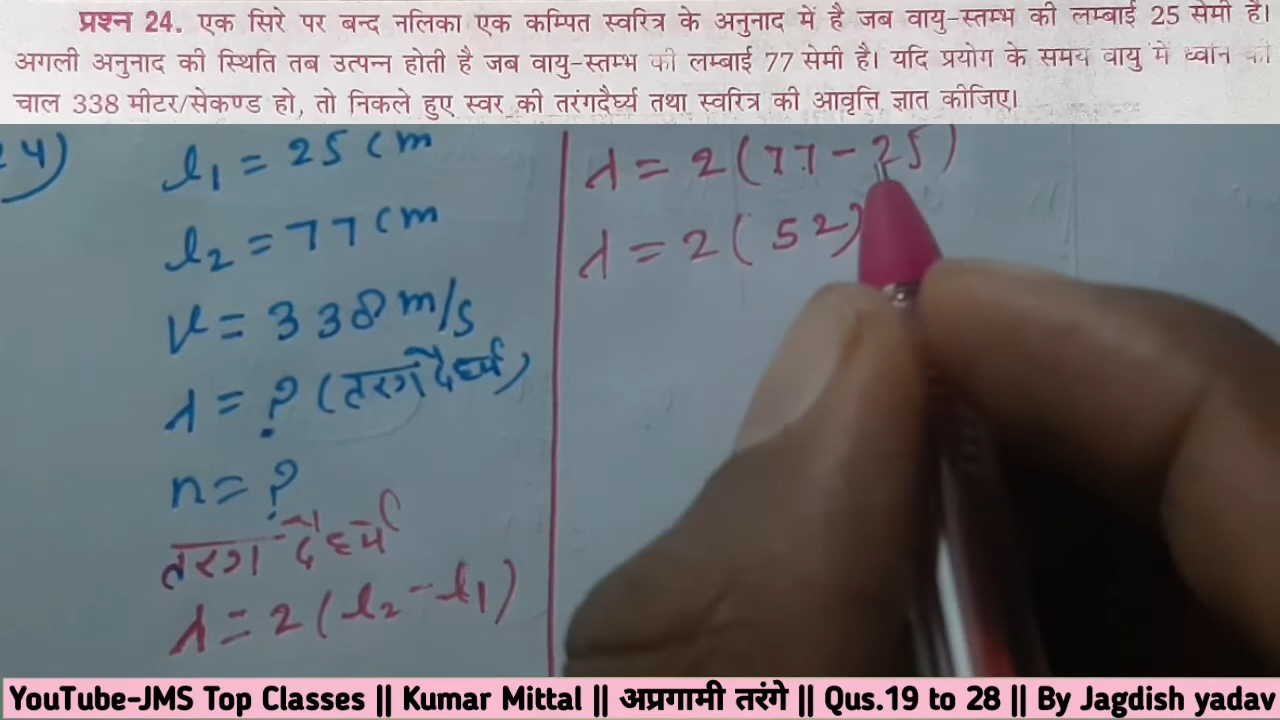 प्रश्न 24. एक सिरे पर बन्द नलिका एक कम्पित स्वरित्र के अनुनाद में है जब वायु-स्तम्भ की लम्बाई 25 सेमी है।
अगली अनुनाद की स्थिति तब उत्पन्न होती है जब वायु-स्तम्भ की लम्बाई 77 सेमी है। यदि प्रयोग के समय वायु में ध्वनि की
चाल 338 मीटर/सेकण्ड हो, तो निकले हुए स्वर की तरंगदैर्घ्य तथा स्वरित्र की आवृत्ति ज्ञात कीजिए।
24)
l₁ = 25 cm
l₂ = 77 cm
v = 338 m/s
λ = ? (तरगदैर्घ्य)
n = ?
तरग दैर्घ्य
λ = 2(l₂ - l₁)
λ = 2(77 - 25)
λ = 2(52)
YouTube-JMS Top Classes || Kumar Mittal || अप्रगामी तरंगे || Qus.19 to 28 || By Jagdish yadav